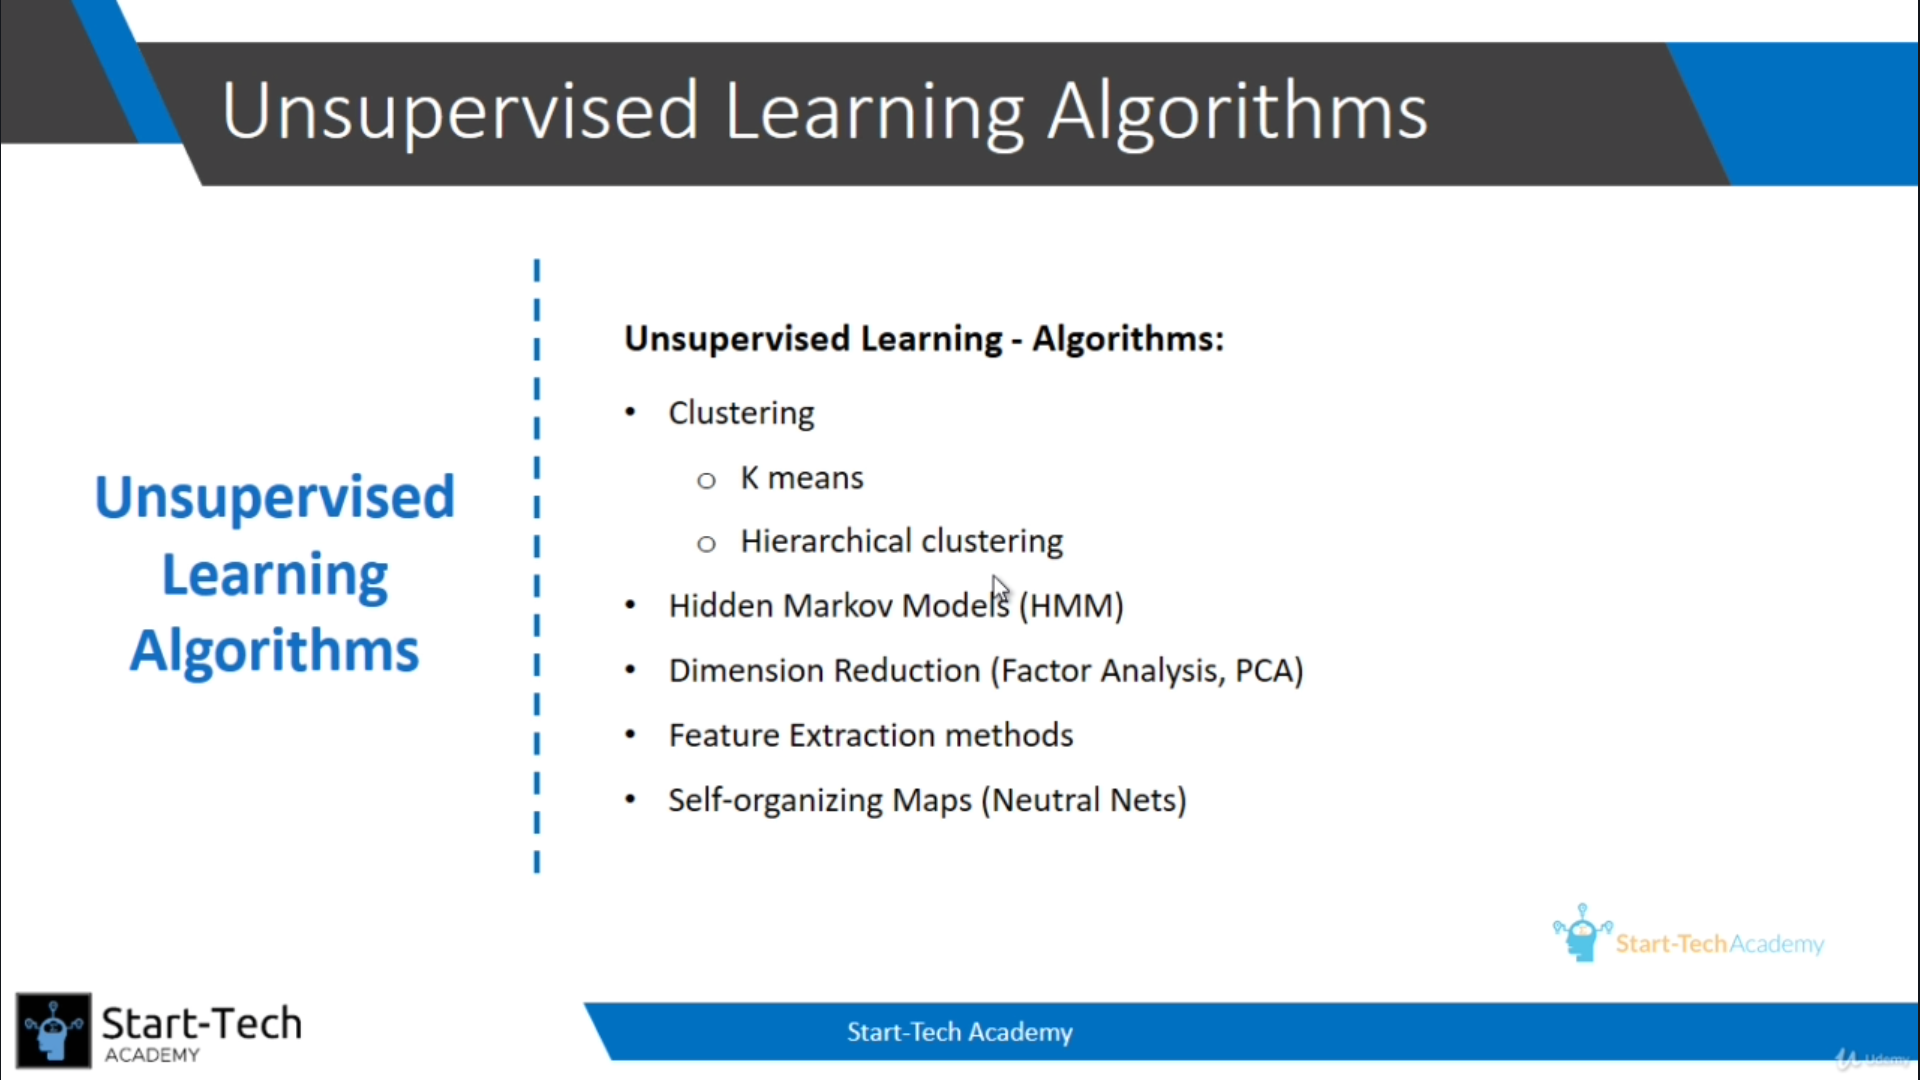 Unsupervised Learning Algorithms
Unsupervised
Learning
Algorithms
Unsupervised Learning - Algorithms:
• Clustering
o K means
o Hierarchical clustering
• Hidden Markov Models (HMM)
• Dimension Reduction (Factor Analysis, PCA)
• Feature Extraction methods
• Self-organizing Maps (Neutral Nets)
Start-TechAcademy
Start-Tech
ACADEMY
Start-Tech Academy
Udemy